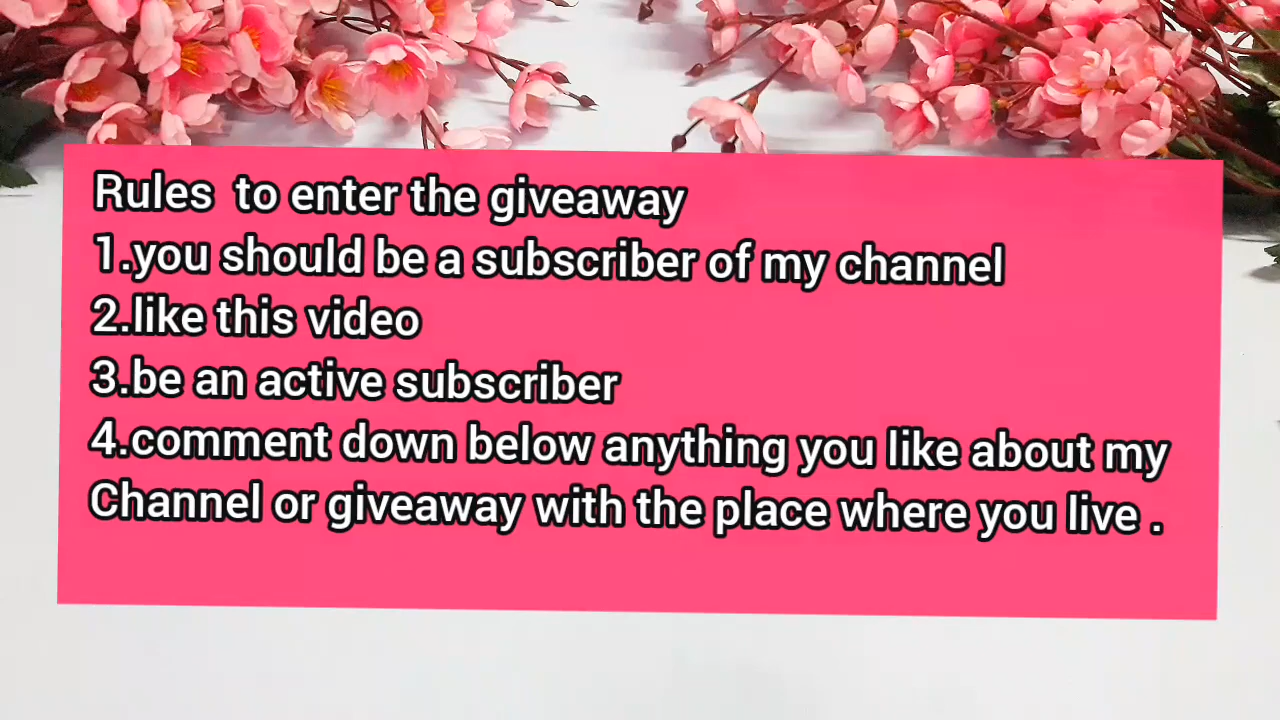 Rules  to enter the giveaway
1.you should be a subscriber of my channel
2.like this video
3.be an active subscriber
4.comment down below anything you like about my
Channel or giveaway with the place where you live .